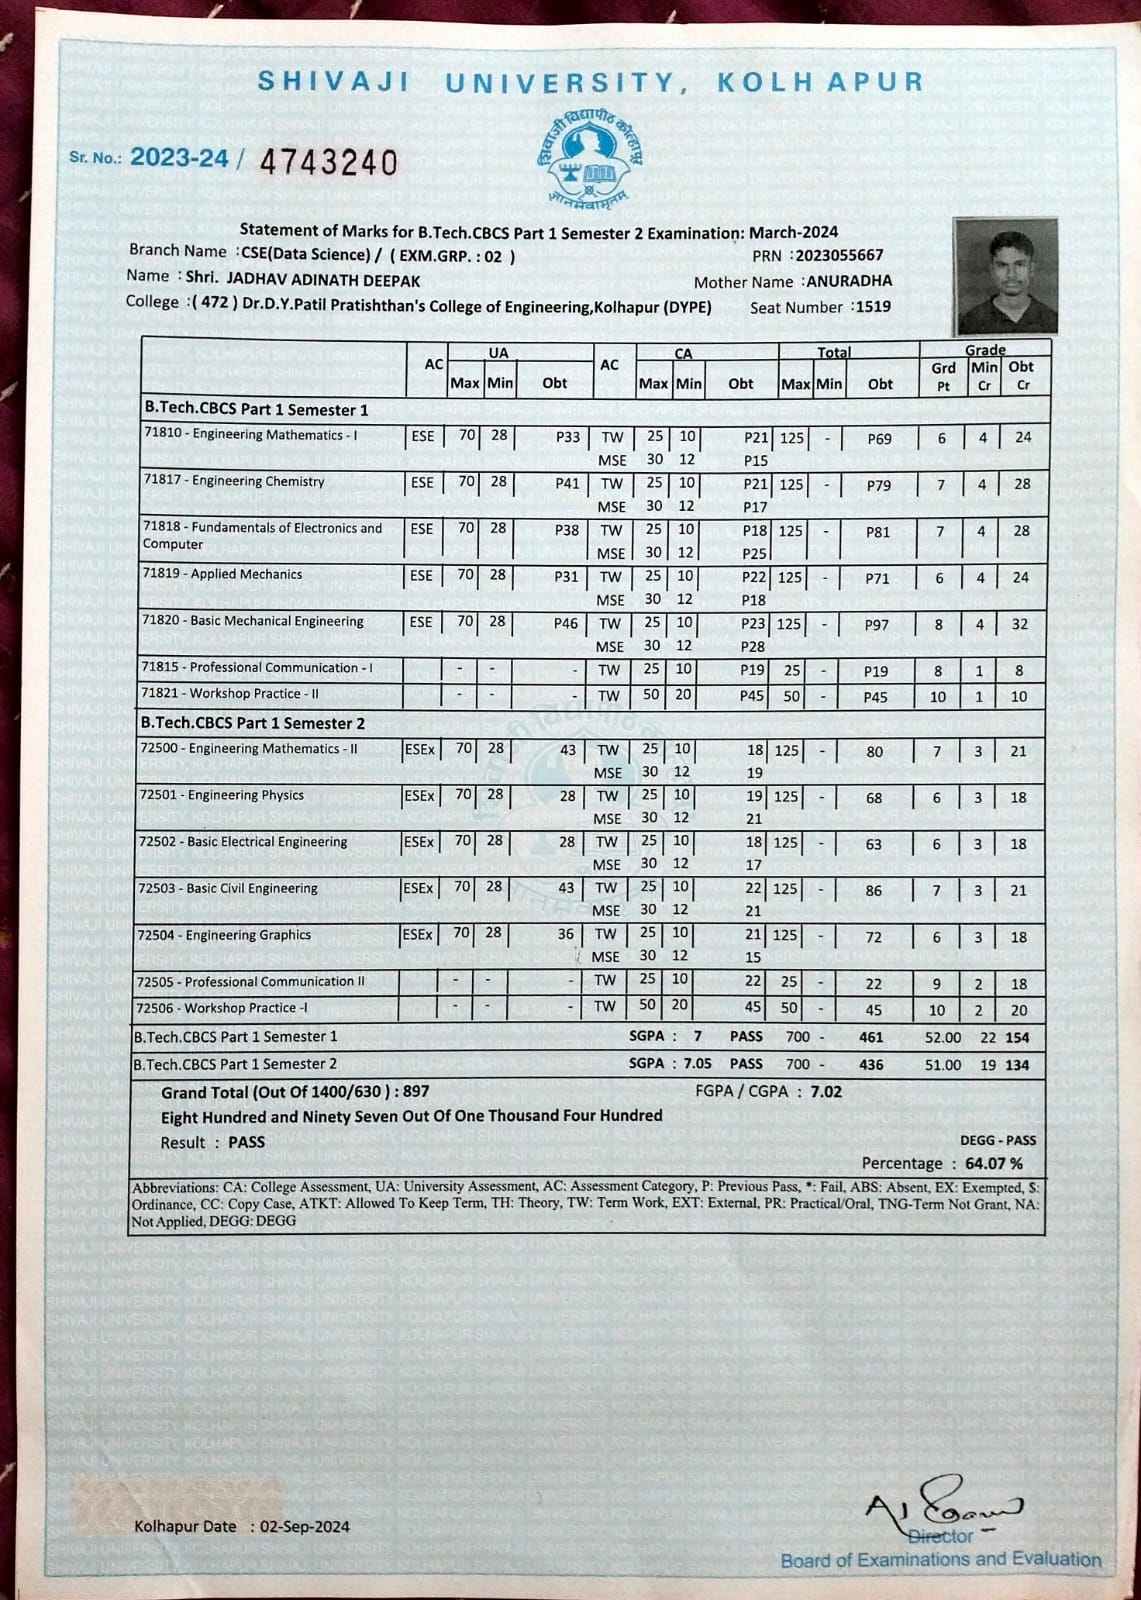 SHIVAJI UNIVERSITY, KOLHAPUR
शिवाजी विद्यापीठ कोल्हापूर
ज्ञानमेवामृतम्
Sr. No.: 2023-24 / 4743240
Statement of Marks for B.Tech.CBCS Part 1 Semester 2 Examination: March-2024
Branch Name :CSE(Data Science) / ( EXM.GRP. : 02 ) PRN :2023055667
Name : Shri. JADHAV ADINATH DEEPAK Mother Name :ANURADHA
College :( 472 ) Dr.D.Y.Patil Pratishthan's College of Engineering,Kolhapur (DYPE) Seat Number :1519
AC UA AC CA Total Grade
Max Min Obt Max Min Obt Max Min Obt Grd Pt Min Cr Obt Cr
B.Tech.CBCS Part 1 Semester 1
71810 - Engineering Mathematics - I ESE 70 28 P33 TW 25 10 P21 125 - P69 6 4 24
MSE 30 12 P15
71817 - Engineering Chemistry ESE 70 28 P41 TW 25 10 P21 125 - P79 7 4 28
MSE 30 12 P17
71818 - Fundamentals of Electronics and ESE 70 28 P38 TW 25 10 P18 125 - P81 7 4 28
Computer MSE 30 12 P25
71819 - Applied Mechanics ESE 70 28 P31 TW 25 10 P22 125 - P71 6 4 24
MSE 30 12 P18
71820 - Basic Mechanical Engineering ESE 70 28 P46 TW 25 10 P23 125 - P97 8 4 32
MSE 30 12 P28
71815 - Professional Communication - I - - - TW 25 10 P19 25 - P19 8 1 8
71821 - Workshop Practice - II - - - TW 50 20 P45 50 - P45 10 1 10
B.Tech.CBCS Part 1 Semester 2
72500 - Engineering Mathematics - II ESEx 70 28 43 TW 25 10 18 125 - 80 7 3 21
MSE 30 12 19
72501 - Engineering Physics ESEx 70 28 28 TW 25 10 19 125 - 68 6 3 18
MSE 30 12 21
72502 - Basic Electrical Engineering ESEx 70 28 28 TW 25 10 18 125 - 63 6 3 18
MSE 30 12 17
72503 - Basic Civil Engineering ESEx 70 28 43 TW 25 10 22 125 - 86 7 3 21
MSE 30 12 21
72504 - Engineering Graphics ESEx 70 28 36 TW 25 10 21 125 - 72 6 3 18
MSE 30 12 15
72505 - Professional Communication II - - - TW 25 10 22 25 - 22 9 2 18
72506 - Workshop Practice -I - - - TW 50 20 45 50 - 45 10 2 20
B.Tech.CBCS Part 1 Semester 1 SGPA : 7 PASS 700 - 461 52.00 22 154
B.Tech.CBCS Part 1 Semester 2 SGPA : 7.05 PASS 700 - 436 51.00 19 134
Grand Total (Out Of 1400/630 ) : 897 FGPA / CGPA : 7.02
Eight Hundred and Ninety Seven Out Of One Thousand Four Hundred
Result : PASS DEGG - PASS
Percentage : 64.07 %
Abbreviations: CA: College Assessment, UA: University Assessment, AC: Assessment Category, P: Previous Pass, *: Fail, ABS: Absent, EX: Exempted, $:
Ordinance, CC: Copy Case, ATKT: Allowed To Keep Term, TH: Theory, TW: Term Work, EXT: External, PR: Practical/Oral, TNG-Term Not Grant, NA:
Not Applied, DEGG: DEGG
Kolhapur Date : 02-Sep-2024
Director
Board of Examinations and Evaluation